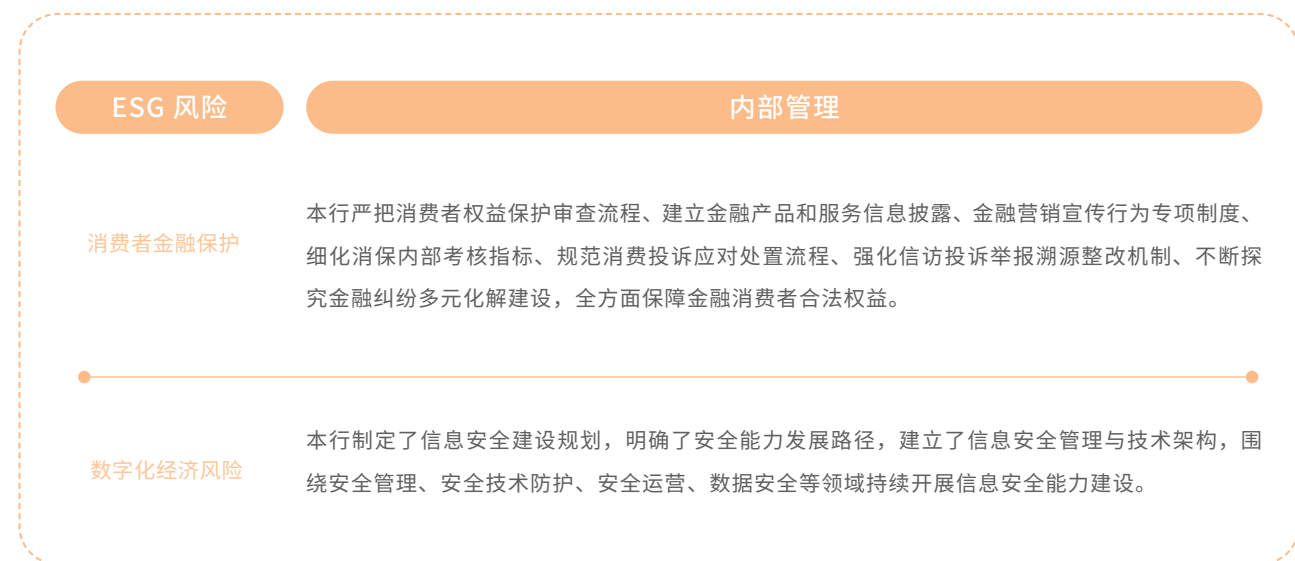 ESG 风险
内部管理
消费者金融保护
本行严把消费者权益保护审查流程、建立金融产品和服务信息披露、金融营销宣传行为专项制度、
细化消保内部考核指标、规范消费投诉应对处置流程、强化信访投诉举报溯源整改机制、不断探
究金融纠纷多元化解建设，全方面保障金融消费者合法权益。
数字化经济风险
本行制定了信息安全建设规划，明确了安全能力发展路径，建立了信息安全管理与技术架构，围
绕安全管理、安全技术防护、安全运营、数据安全等领域持续开展信息安全能力建设。